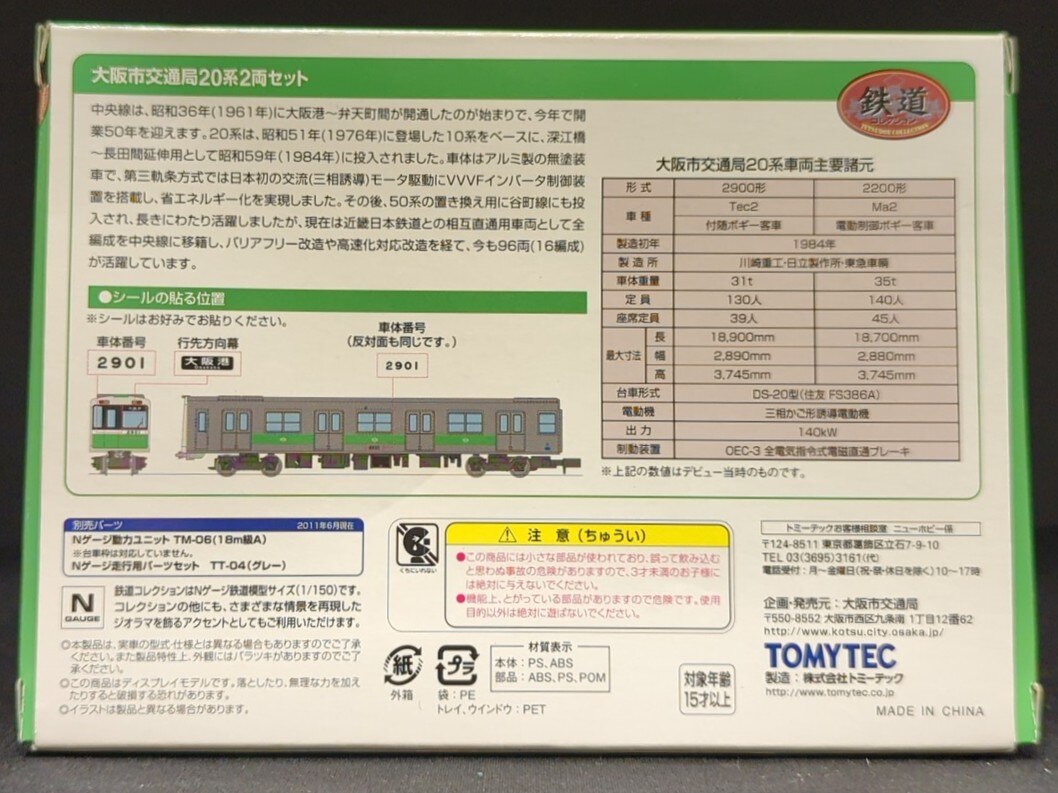 大阪市交通局20系2両セット
中央線は、昭和36年(1961年)に大阪港～弁天町間が開通したのが始まりで、今年で開
業50年を迎えます。20系は、昭和51年(1976年)に登場した10系をベースに、深江橋
～長田間延伸用として昭和59年(1984年)に投入されました。車体はアルミ製の無塗装
車で、第三軌条方式では日本初の交流(三相誘導)モータ駆動にVVVFインバータ制御装
置を搭載し、省エネルギー化を実現しました。その後、50系の置き換え用に谷町線にも投
入され、長きにわたり活躍しましたが、現在は近畿日本鉄道との相互直通用車両として全
編成を中央線に移籍し、バリアフリー改造や高速化対応改造を経て、今も96両(16編成)
が活躍しています。
●シールの貼る位置
※シールはお好みでお貼りください。
車体番号
2901
行先方向幕
大阪港
Osakako
車体番号
(反対面も同じです。)
2901
鉄道
コレクション
TETSUDOU COLLECTION
大阪市交通局20系車両主要諸元
形式 2900形 2200形
車種 Tec2 Ma2
付随ボギー客車 電動制御ボギー客車
製造初年 1984年
製造所 川崎重工・日立製作所・東急車輌
車体重量 31t 35t
定員 130人 140人
座席定員 39人 45人
最大寸法 長 18,900mm 18,700mm
幅 2,890mm 2,880mm
高 3,745mm 3,745mm
台車形式 DS-20型(住友 FS386A)
電動機 三相かご形誘導電動機
出力 140kW
制動装置 OEC-3 全電気指令式電磁直通ブレーキ
※上記の数値はデビュー当時のものです。
別売パーツ 2011年6月現在
Nゲージ動力ユニット TM-06(18m級A)
※台車枠は対応していません。
Nゲージ走行用パーツセット TT-04(グレー)
N
GAUGE
鉄道コレクションはNゲージ鉄道模型サイズ(1/150)です。
コレクションの他にも、さまざまな情景を再現した
ジオラマを飾るアクセントとしてもご利用いただけます。
◎本製品は、実車の型式・仕様とは異なる場合もありますのでご了承
ください。また製品特性上、外観にはバラツキがありますのでご了
承ください。
◎この商品はディスプレイモデルです。落としたり、無理な力を加え
たりすると破損する恐れがあります。
◎イラストは製品と異なる場合があります。
くちにいれない
注意(ちゅうい)
●この商品には小さな部品が使われており、誤って飲み込む
と思わぬ事故の危険がありますので、3才未満のお子様に
は絶対に与えないでください。
●機能上、とがっている部品がありますので危険です。使用
目的以外は絶対に遊ばないでください。
紙
外箱
プラ
袋:PE
トレイ、ウインドウ:PET
材質表示
本体:PS、ABS
部品:ABS、PS、POM
対象年齢
15才以上
トミーテックお客様相談室 ニューホビー係
〒124-8511 東京都葛飾区立石7-9-10
TEL 03(3695)3161(代)
電話受付:月～金曜日(祝・祭・休日を除く)10～17時
企画・発売元:大阪市交通局
〒550-8552 大阪市西区九条南 1丁目12番62
http://www.kotsu.city.osaka.jp/
TOMYTEC
製造:株式会社トミーテック
http://www.tomytec.co.jp
MADE IN CHINA